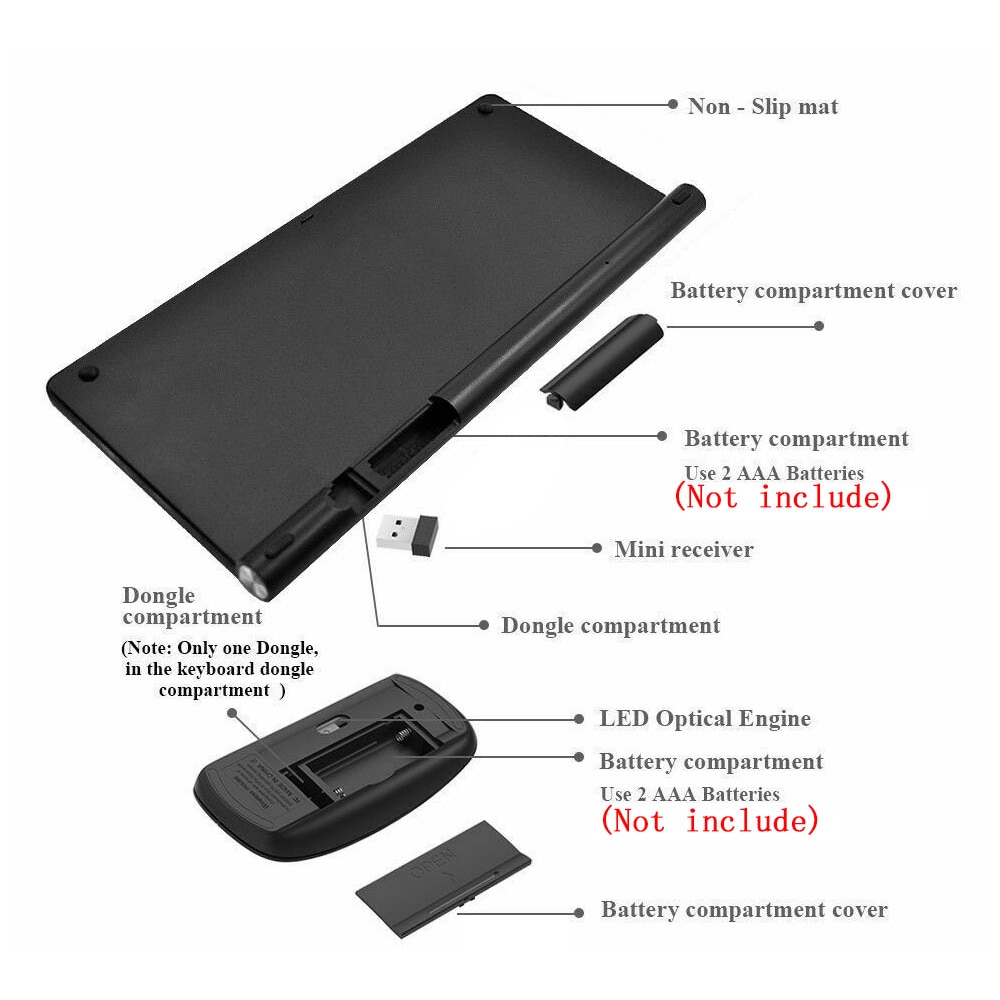 Non - Slip mat
Battery compartment cover
Battery compartment
Use 2 AAA Batteries
(Not include)
Mini receiver
Dongle
compartment
(Note: Only one Dongle,
in the keyboard dongle
compartment )
Dongle compartment
LED Optical Engine
Battery compartment
Use 2 AAA Batteries
(Not include)
OPEN
Battery compartment cover